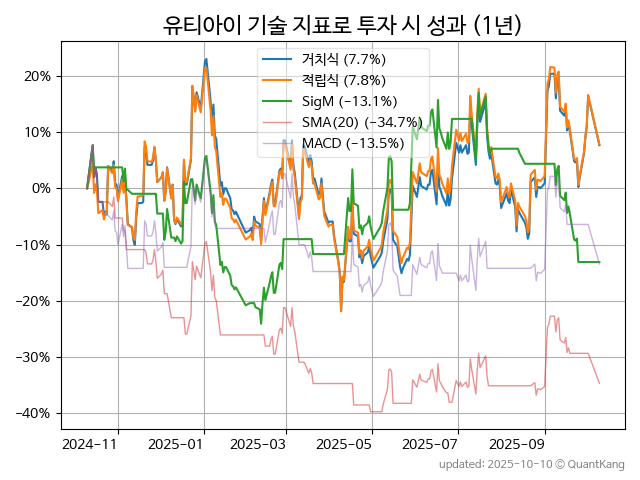 유티아이 기술 지표로 투자 시 성과 (1년)
거치식 (7.7%)
적립식 (7.8%)
SigM (−13.1%)
SMA(20) (−34.7%)
MACD (−13.5%)
20%
10%
0%
−10%
−20%
−30%
−40%
2024-11 2025-01 2025-03 2025-05 2025-07 2025-09
updated: 2025-10-10 © QuantKang